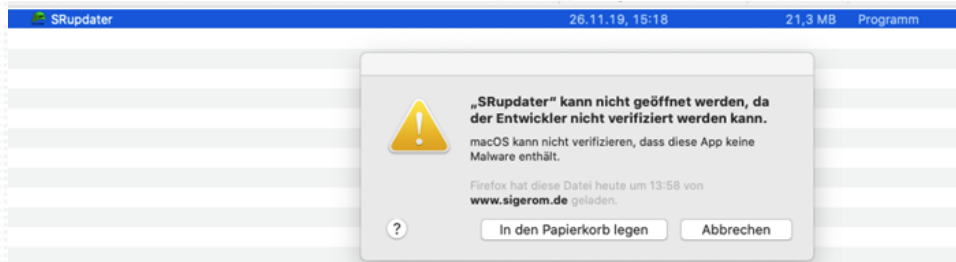 SRupdater 26.11.19, 15:18 21,3 MB Programm
„SRupdater“ kann nicht geöffnet werden, da
der Entwickler nicht verifiziert werden kann.
macOS kann nicht verifizieren, dass diese App keine
Malware enthält.
Firefox hat diese Datei heute um 13:58 von
www.sigerom.de geladen.
?
In den Papierkorb legen Abbrechen